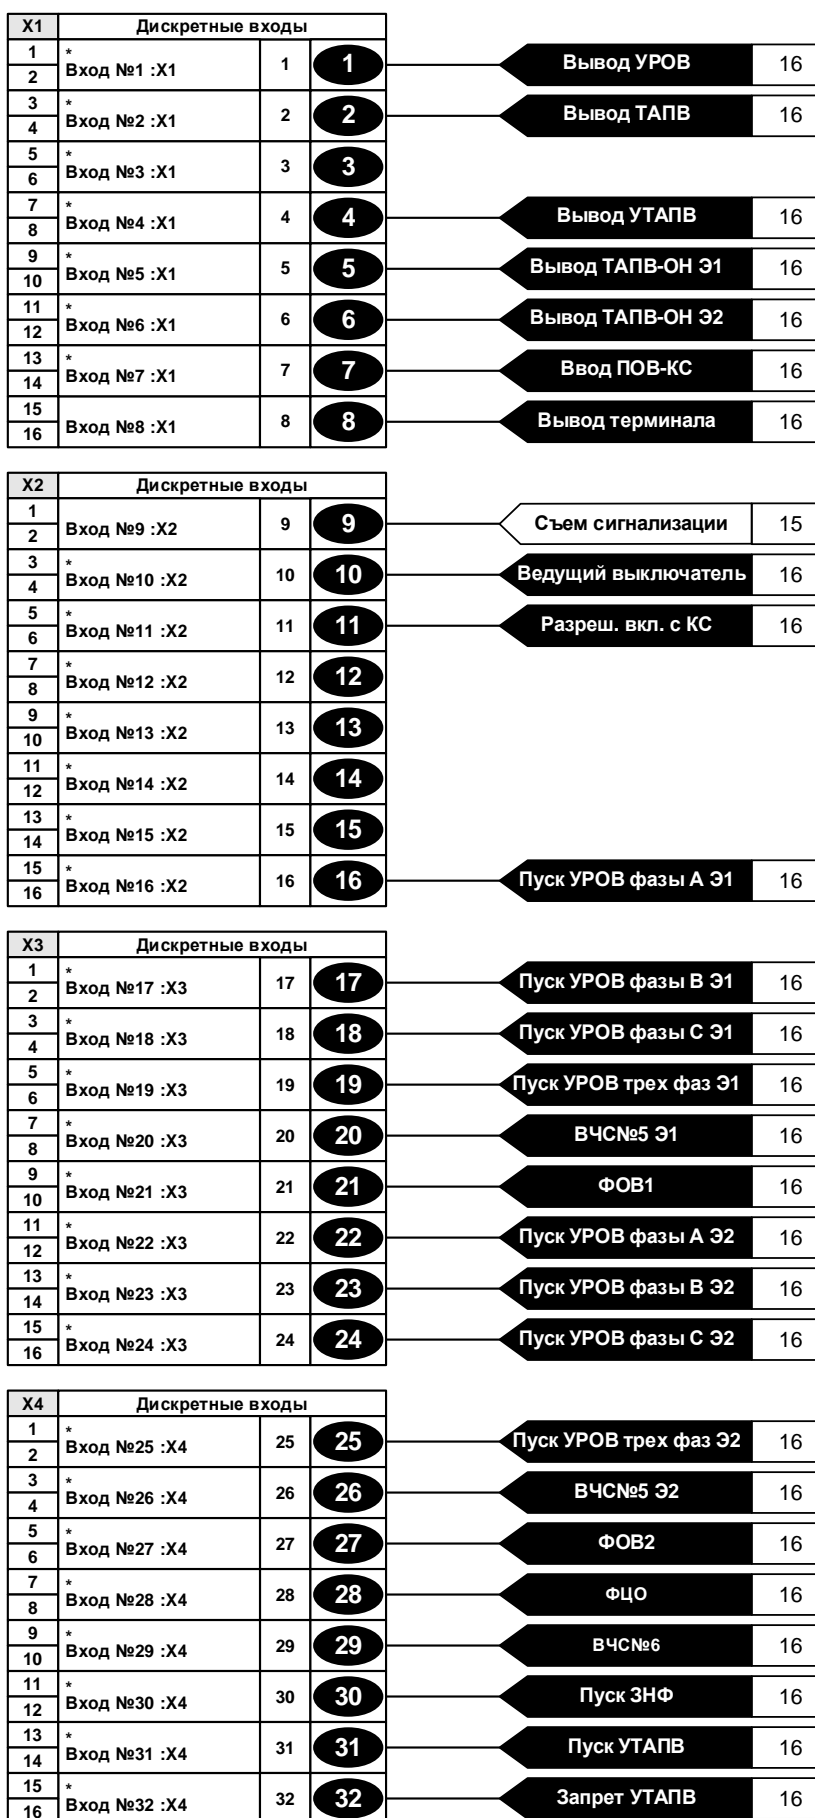 X1 Дискретные входы
1 * Вход №1 :X1 1 1 Вывод УРОВ 16
2
3 * Вход №2 :X1 2 2 Вывод ТАПВ 16
4
5 * Вход №3 :X1 3 3
6
7 * Вход №4 :X1 4 4 Вывод УТАПВ 16
8
9 * Вход №5 :X1 5 5 Вывод ТАПВ-ОН Э1 16
10
11 * Вход №6 :X1 6 6 Вывод ТАПВ-ОН Э2 16
12
13 * Вход №7 :X1 7 7 Ввод ПОВ-КС 16
14
15 Вход №8 :X1 8 8 Вывод терминала 16
16
X2 Дискретные входы
1 Вход №9 :X2 9 9 Съем сигнализации 15
2
3 * Вход №10 :X2 10 10 Ведущий выключатель 16
4
5 * Вход №11 :X2 11 11 Разреш. вкл. с КС 16
6
7 * Вход №12 :X2 12 12
8
9 * Вход №13 :X2 13 13
10
11 * Вход №14 :X2 14 14
12
13 * Вход №15 :X2 15 15
14
15 * Вход №16 :X2 16 16 Пуск УРОВ фазы А Э1 16
16
X3 Дискретные входы
1 * Вход №17 :X3 17 17 Пуск УРОВ фазы В Э1 16
2
3 * Вход №18 :X3 18 18 Пуск УРОВ фазы С Э1 16
4
5 * Вход №19 :X3 19 19 Пуск УРОВ трех фаз Э1 16
6
7 * Вход №20 :X3 20 20 ВЧС№5 Э1 16
8
9 * Вход №21 :X3 21 21 ФОВ1 16
10
11 * Вход №22 :X3 22 22 Пуск УРОВ фазы А Э2 16
12
13 * Вход №23 :X3 23 23 Пуск УРОВ фазы В Э2 16
14
15 * Вход №24 :X3 24 24 Пуск УРОВ фазы С Э2 16
16
X4 Дискретные входы
1 * Вход №25 :X4 25 25 Пуск УРОВ трех фаз Э2 16
2
3 * Вход №26 :X4 26 26 ВЧС№5 Э2 16
4
5 * Вход №27 :X4 27 27 ФОВ2 16
6
7 * Вход №28 :X4 28 28 ФЦО 16
8
9 * Вход №29 :X4 29 29 ВЧС№6 16
10
11 * Вход №30 :X4 30 30 Пуск ЗНФ 16
12
13 * Вход №31 :X4 31 31 Пуск УТАПВ 16
14
15 * Вход №32 :X4 32 32 Запрет УТАПВ 16
16